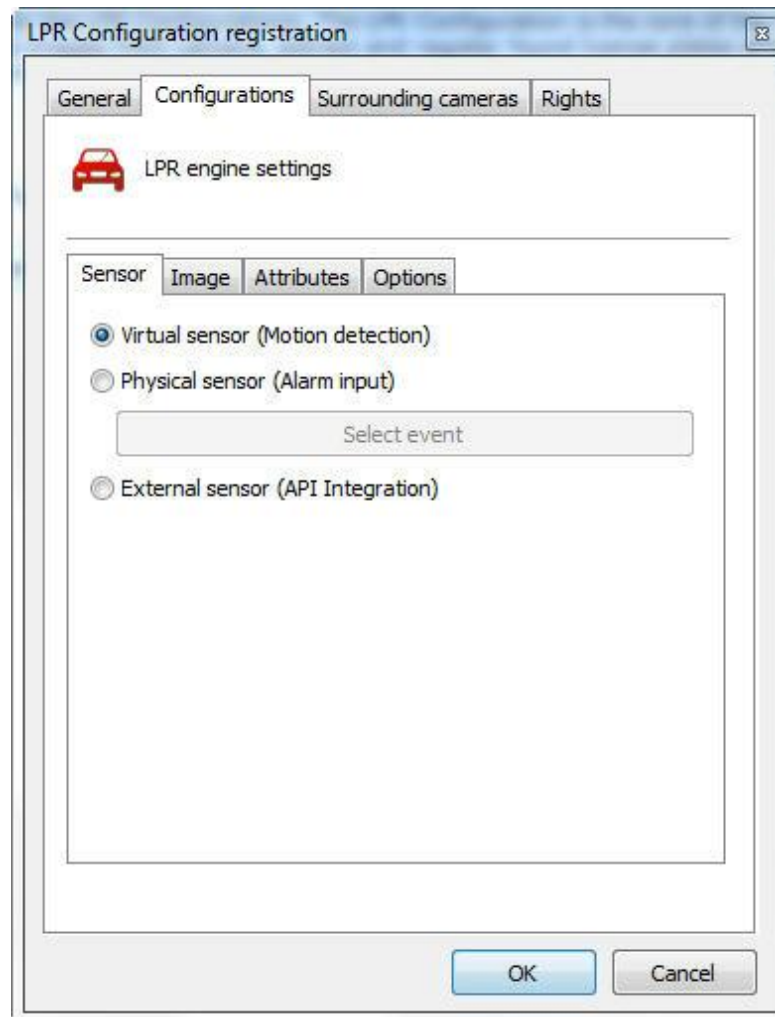 LPR Configuration registration
General Configurations Surrounding cameras Rights
LPR engine settings
Sensor Image Attributes Options
Virtual sensor (Motion detection)
Physical sensor (Alarm input)
Select event
External sensor (API Integration)
OK Cancel